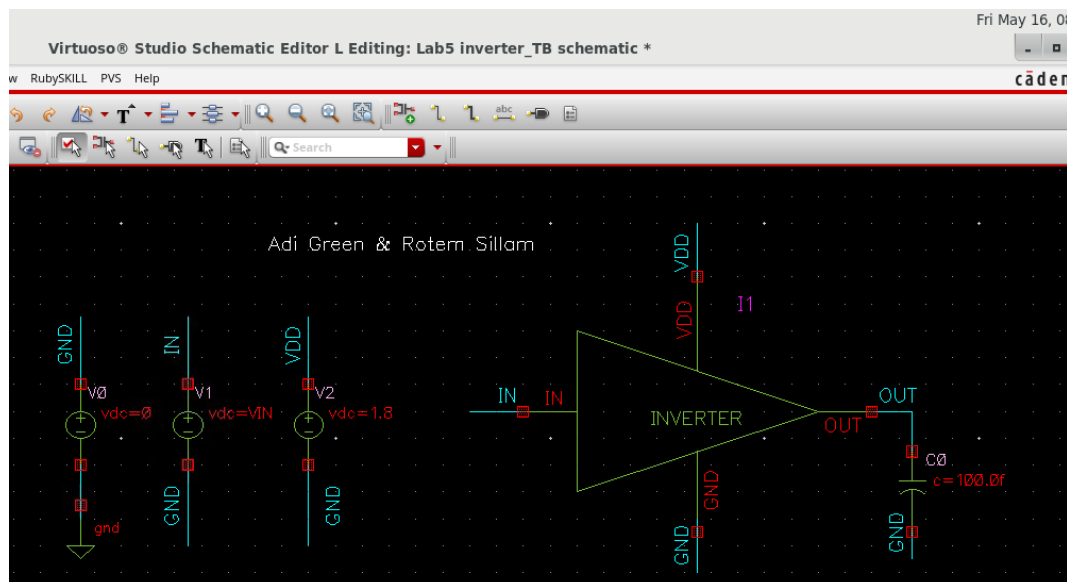 Fri May 16, 08
Virtuoso® Studio Schematic Editor L Editing: Lab5 inverter_TB schematic *
w RubySKILL PVS Help
cāden
abc
Search
Adi Green & Rotem Sillam
VDD
VDD
I1
GND
IN
VDD
V0
vdc=0
V1
vdc=VIN
V2
vdc=1.8
IN
IN
INVERTER
OUT
OUT
C0
c=100.0f
GND
GND
GND
GND
GND
gnd
GND